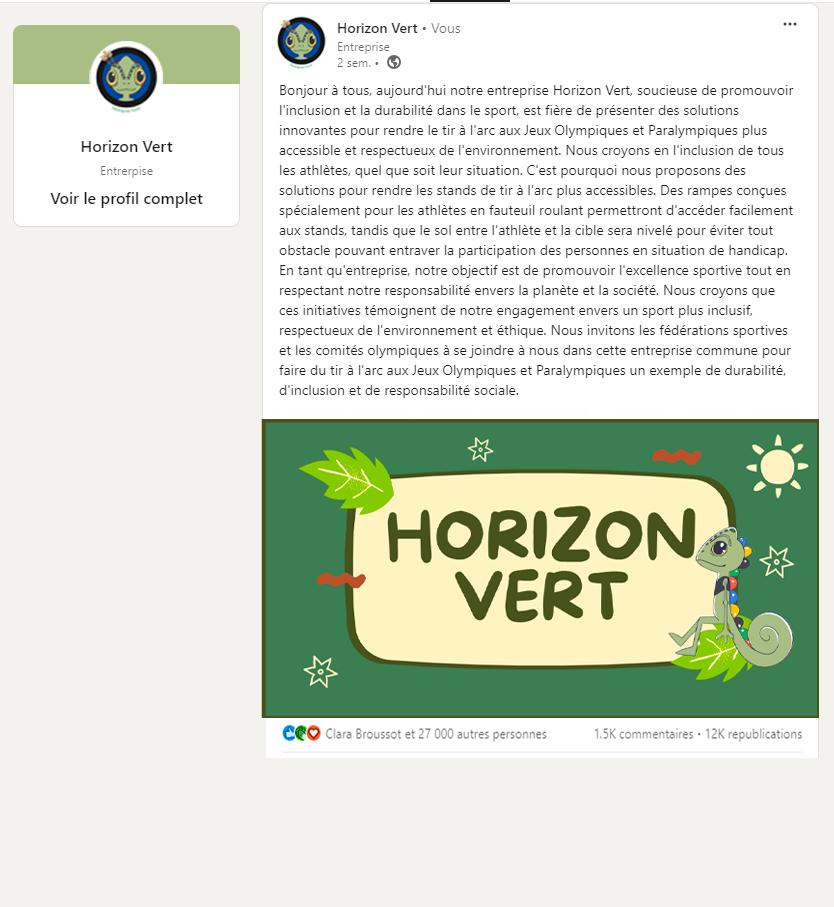 Horizon Vert
Entrerpise
Voir le profil complet
Horizon Vert • Vous
Entreprise
2 sem. •
Bonjour à tous, aujourd'hui notre entreprise Horizon Vert, soucieuse de promouvoir
l'inclusion et la durabilité dans le sport, est fière de présenter des solutions
innovantes pour rendre le tir à l'arc aux Jeux Olympiques et Paralympiques plus
accessible et respectueux de l'environnement. Nous croyons en l'inclusion de tous
les athlètes, quel que soit leur situation. C'est pourquoi nous proposons des
solutions pour rendre les stands de tir à l'arc plus accessibles. Des rampes conçues
spécialement pour les athlètes en fauteuil roulant permettront d'accéder facilement
aux stands, tandis que le sol entre l'athlète et la cible sera nivelé pour éviter tout
obstacle pouvant entraver la participation des personnes en situation de handicap.
En tant qu'entreprise, notre objectif est de promouvoir l'excellence sportive tout en
respectant notre responsabilité envers la planète et la société. Nous croyons que
ces initiatives témoignent de notre engagement envers un sport plus inclusif,
respectueux de l'environnement et éthique. Nous invitons les fédérations sportives
et les comités olympiques à se joindre à nous dans cette entreprise commune pour
faire du tir à l'arc aux Jeux Olympiques et Paralympiques un exemple de durabilité,
d'inclusion et de responsabilité sociale.
HORIZON
VERT
Clara Broussot et 27 000 autres personnes 1.5K commentaires • 12K republications